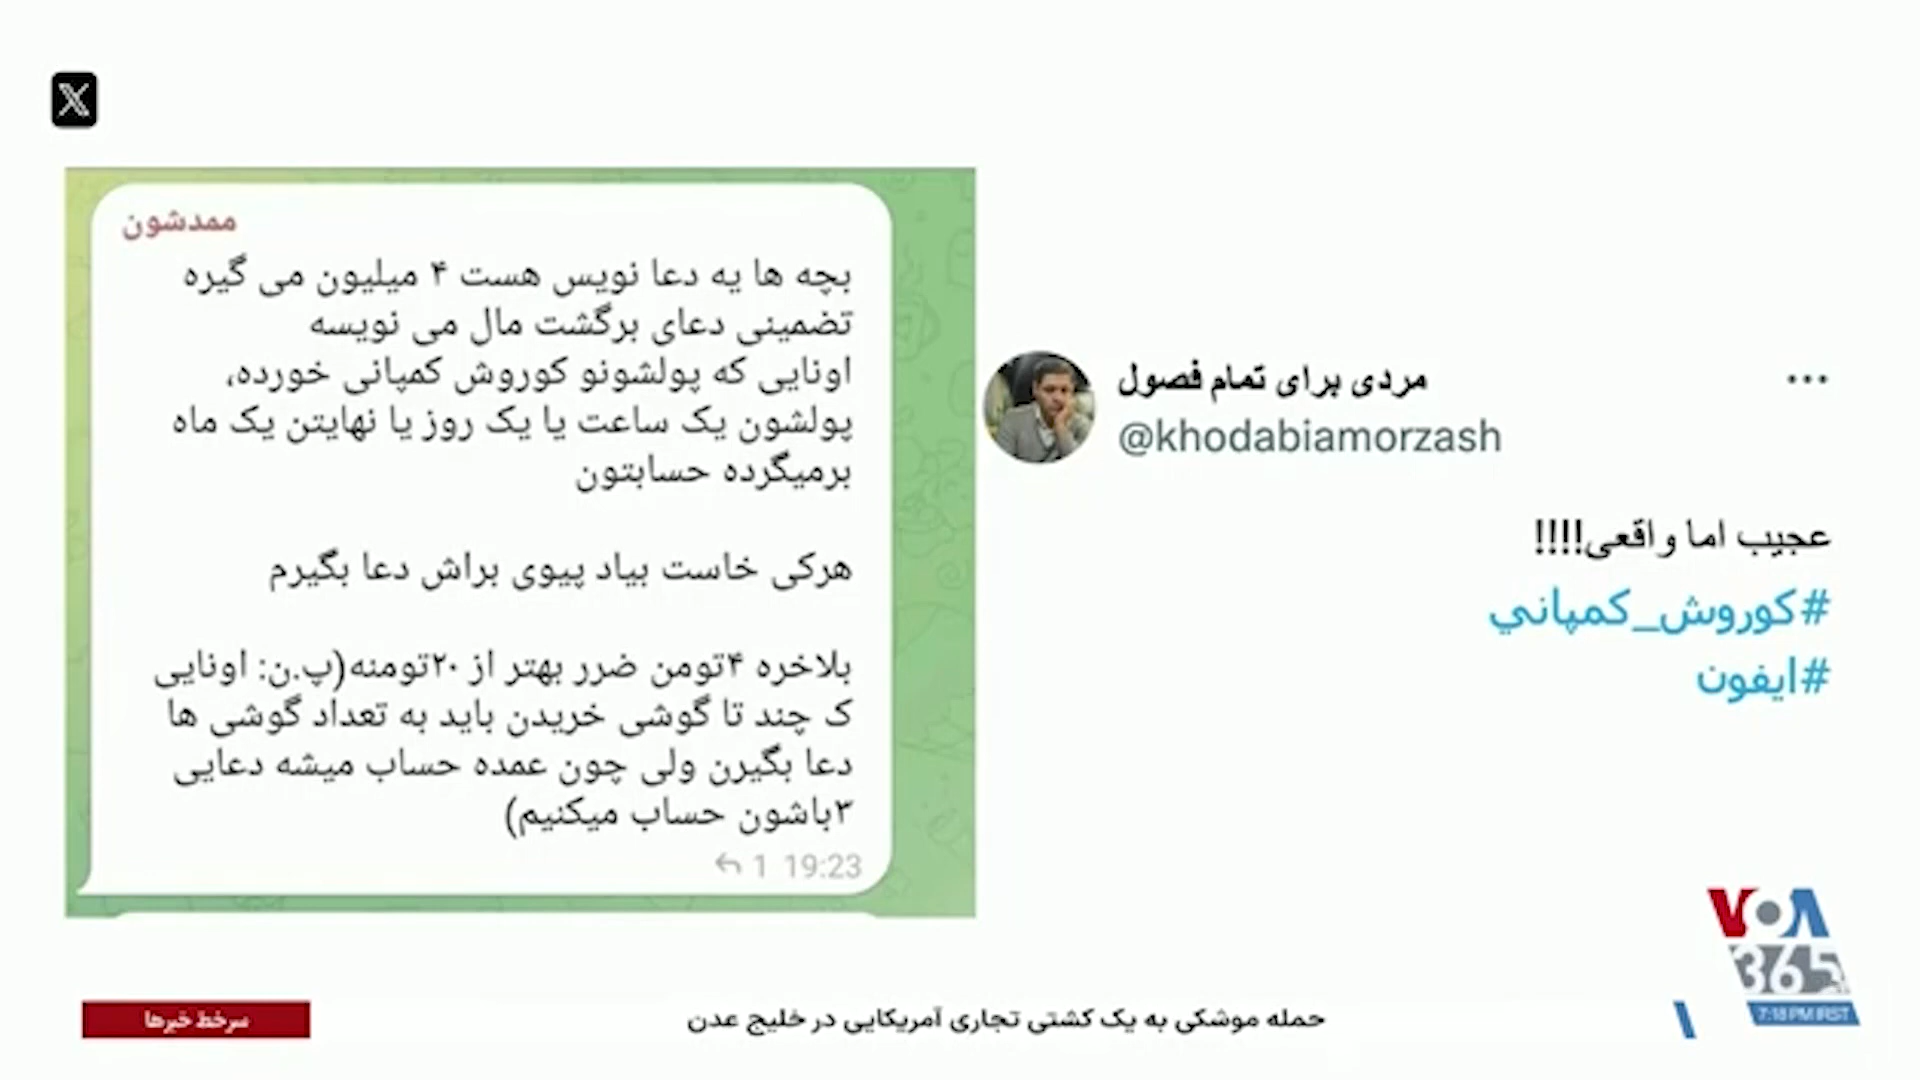 ممدشون
بچه ها یه دعا نویس هست ۴ میلیون می گیره
تضمینی دعای برگشت مال می نویسه
اونایی که پولشونو کوروش کمپانی خورده،
پولشون یک ساعت یا یک روز یا نهایتن یک ماه
برمیگرده حسابتون
هرکی خاست بیاد پیوی براش دعا بگیرم
بلاخره ۴تومن ضرر بهتر از ۲۰تومنه(پ.ن: اونایی
ک چند تا گوشی خریدن باید به تعداد گوشی ها
دعا بگیرن ولی چون عمده حساب میشه دعایی
۳باشون حساب میکنیم)
1 19:23
مردی برای تمام فصول
@khodabiamorzash
عجیب اما واقعی!!!!
#کوروش_کمپاني
#ایفون
VOA
365
7:18 PM IRST
سرخط خبرها
حمله موشکی به یک کشتی تجاری آمریکایی در خلیج عدن